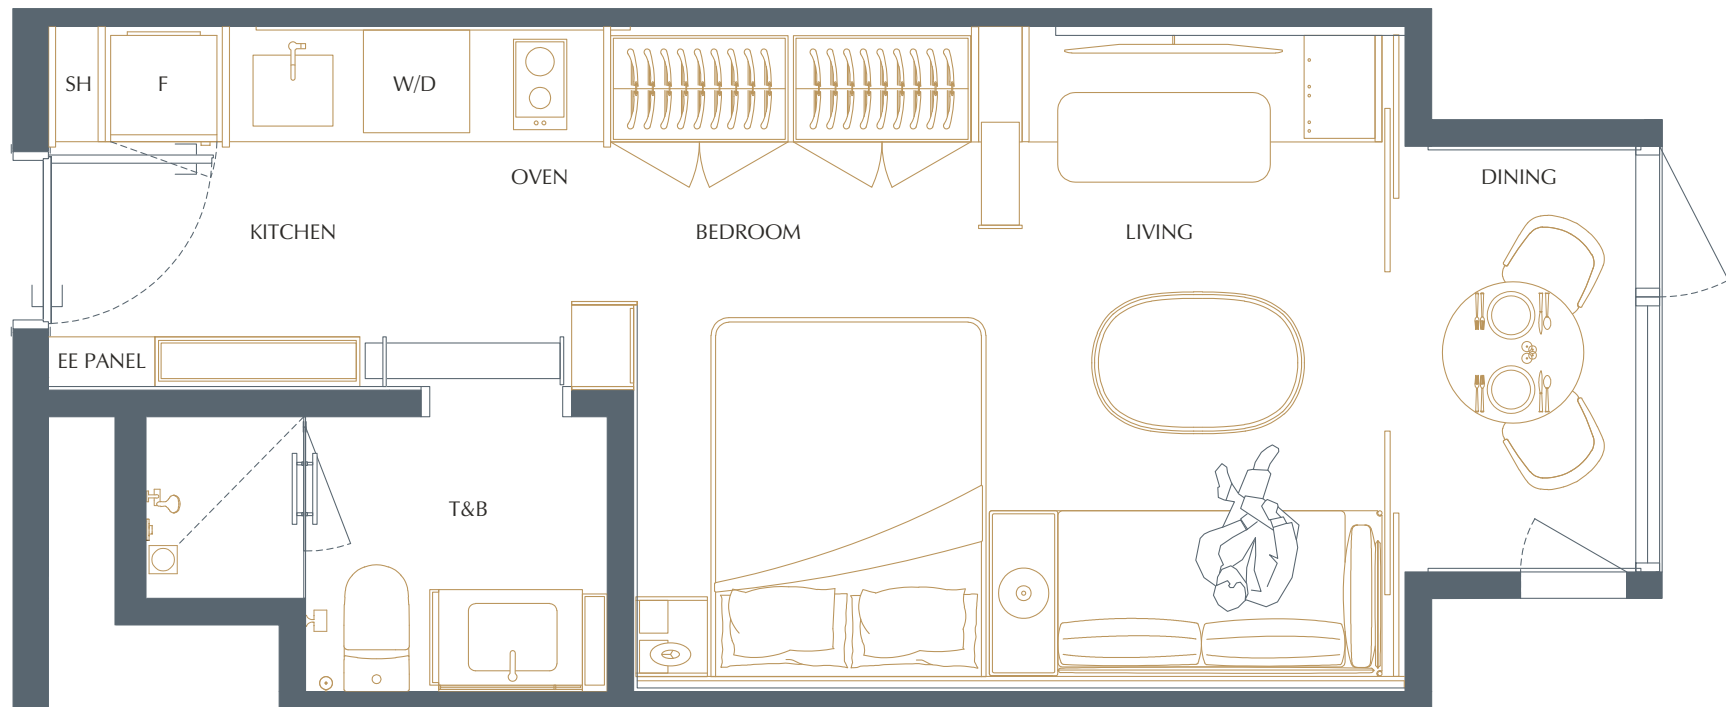 SH
F
W/D
OVEN
DINING
KITCHEN
BEDROOM
LIVING
EE PANEL
T&B